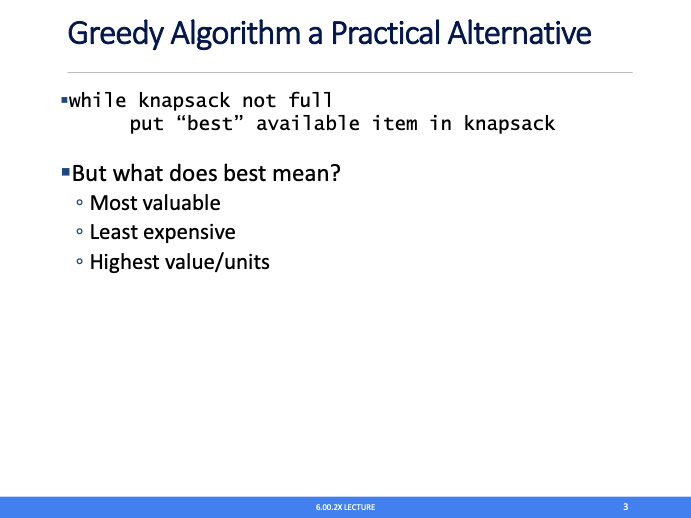 Greedy Algorithm a Practical Alternative
▪while knapsack not full
put “best” available item in knapsack
▪But what does best mean?
◦ Most valuable
◦ Least expensive
◦ Highest value/units
6.00.2X LECTURE
3